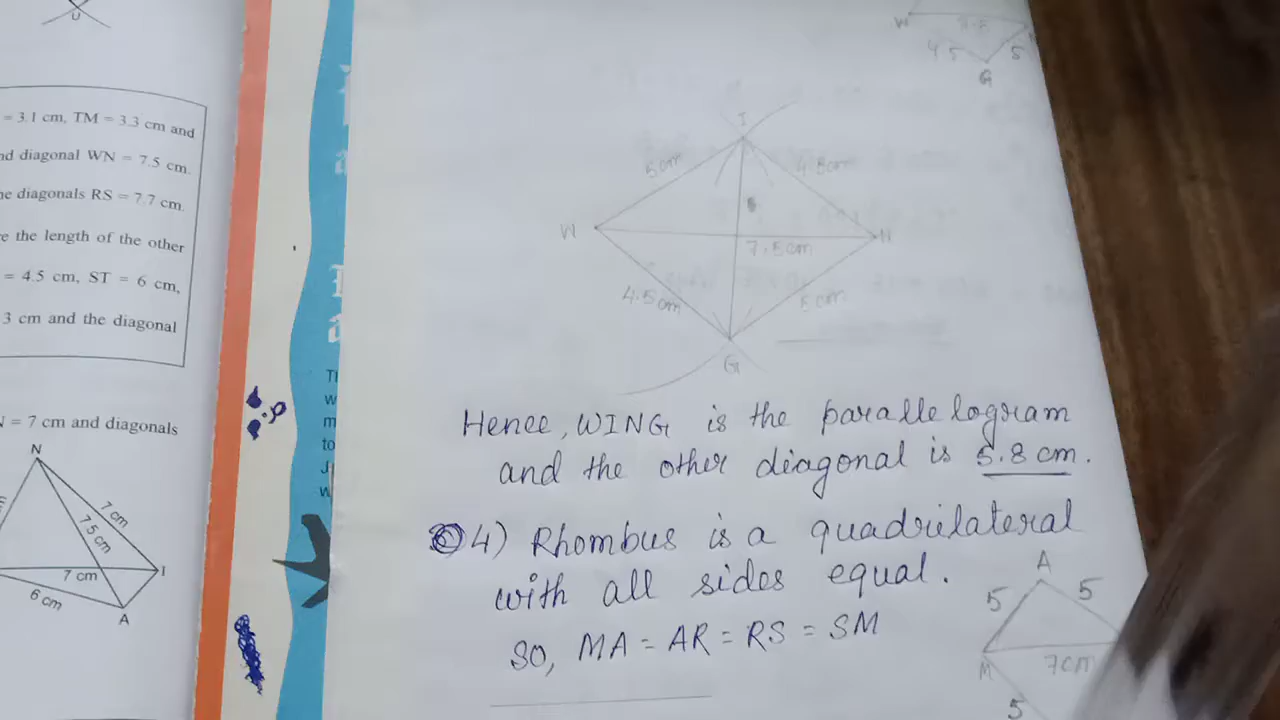 U
= 3.1 cm, TM = 3.3 cm and
nd diagonal WN = 7.5 cm.
ne diagonals RS = 7.7 cm.
e the length of the other
= 4.5 cm, ST = 6 cm,
3 cm and the diagonal
= 7 cm and diagonals
N
7 cm
7.5 cm
7 cm
6 cm
I
A
W
4.5
5
G
I
5cm
4.5cm
W
N
7.5cm
4.5cm
5cm
G
Hence, WING is the parallelogram
and the other diagonal is 5.8 cm.
4) Rhombus is a quadrilateral
with all sides equal.
SO, MA = AR = RS = SM
A
5
5
M
7cm
5